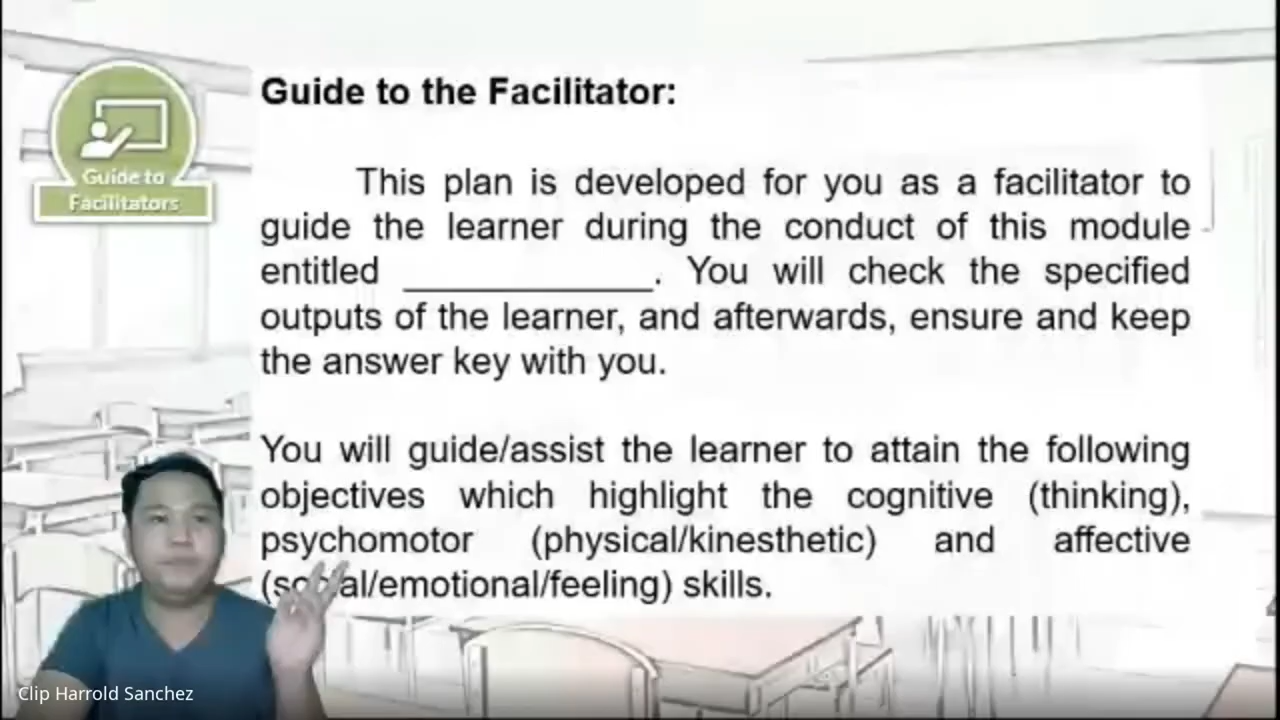 Guide to
Facilitators
Guide to the Facilitator:
This plan is developed for you as a facilitator to
guide the learner during the conduct of this module
entitled _____________. You will check the specified
outputs of the learner, and afterwards, ensure and keep
the answer key with you.
You will guide/assist the learner to attain the following
objectives which highlight the cognitive (thinking),
psychomotor (physical/kinesthetic) and affective
(social/emotional/feeling) skills.
Clip Harrold Sanchez